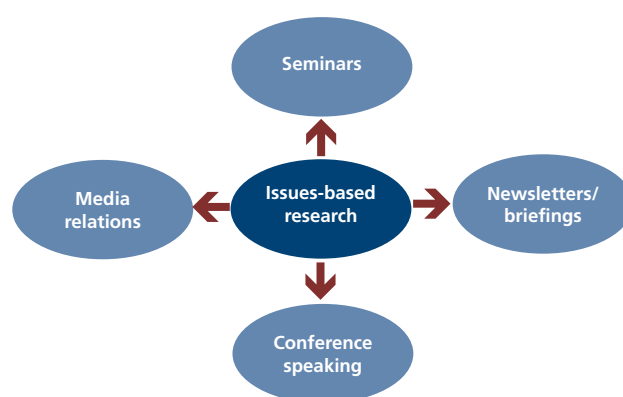 Seminars
Media
relations
Issues-based
research
Newsletters/
briefings
Conference
speaking